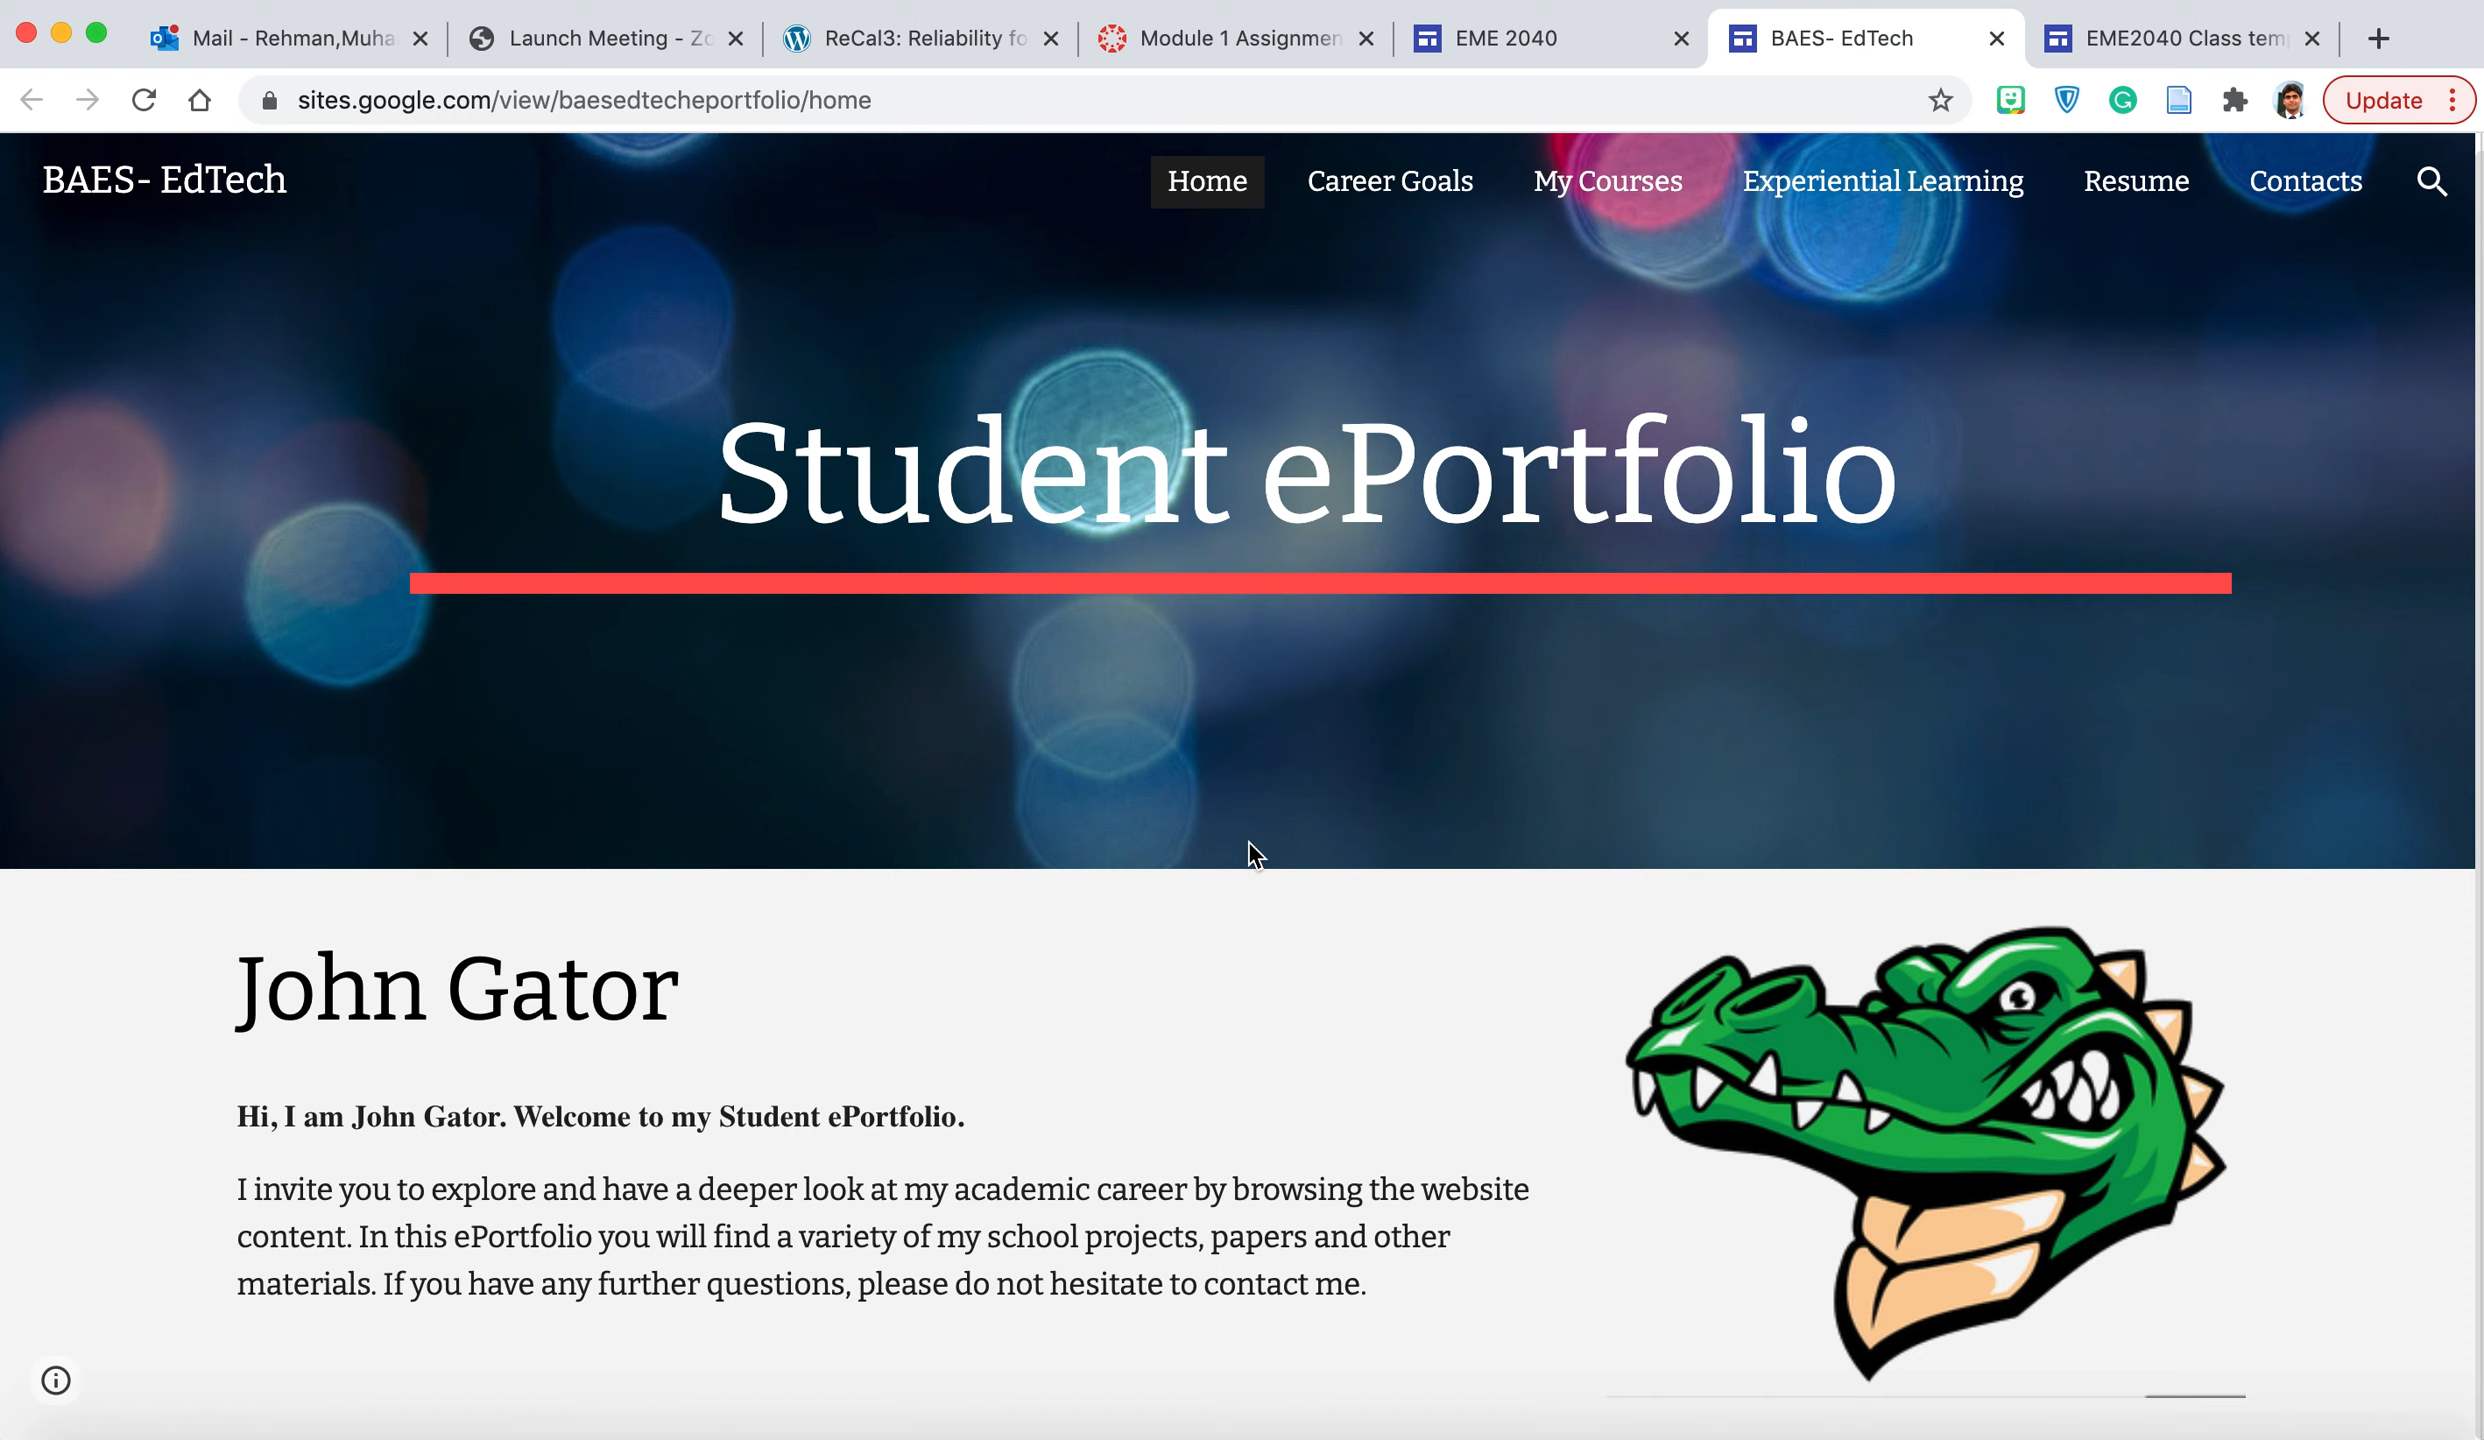 Mail - Rehman,Muha
Launch Meeting - Zo
ReCal3: Reliability fo
Module 1 Assignmen
EME 2040
BAES- EdTech
EME2040 Class tem
sites.google.com/view/baesedtecheportfolio/home
Update
BAES- EdTech
Home
Career Goals
My Courses
Experiential Learning
Resume
Contacts
Student ePortfolio
John Gator
Hi, I am John Gator. Welcome to my Student ePortfolio.
I invite you to explore and have a deeper look at my academic career by browsing the website
content. In this ePortfolio you will find a variety of my school projects, papers and other
materials. If you have any further questions, please do not hesitate to contact me.